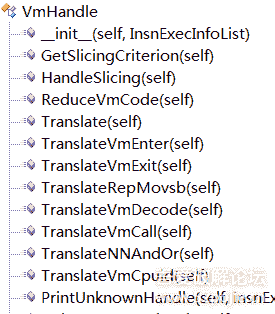 VmHandle
__init__(self, InsnExecInfoList)
GetSlicingCriterion(self)
HandleSlicing(self)
ReduceVmCode(self)
Translate(self)
TranslateVmEnter(self)
TranslateVmExit(self)
TranslateRepMovsb(self)
TranslateVmDecode(self)
TranslateVmCall(self)
TranslateNNAndOr(self)
TranslateVmCpuid(self)
PrintUnknownHandle(self, InsnEx